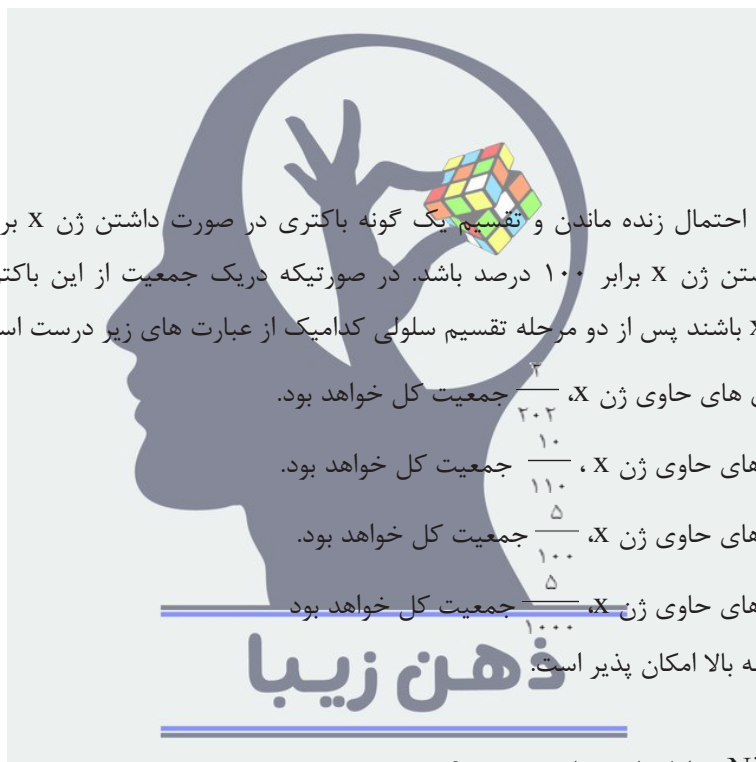 احتمال زنده ماندن و تقسیم یک گونه باکتری در صورت داشتن ژن x
ژن x برابر ۱۰۰ درصد باشد. در صورتیکه دریک جمعیت از این
باشند پس از دو مرحله تقسیم سلولی کدامیک از عبارت های زیر درست
های حاوی ژن x، ۲/۲۰۲ جمعیت کل خواهد بود.
های حاوی ژن x ، ۱۰/۱۱۰ جمعیت کل خواهد بود.
های حاوی ژن x، ۵/۱۰۰ جمعیت کل خواهد بود.
های حاوی ژن x، ۵/۱۰۰۰ جمعیت کل خواهد بود
بالا امکان پذیر است.
ذهن زیبا